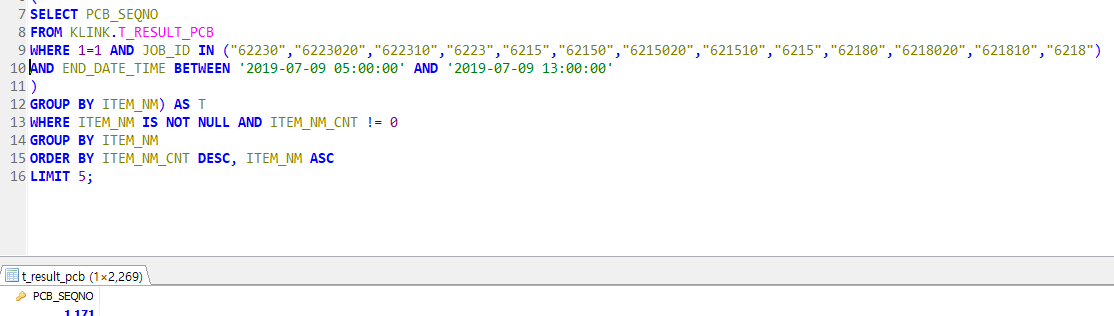 6 (
7 SELECT PCB_SEQNO
8 FROM KLINK.T_RESULT_PCB
9 WHERE 1=1 AND JOB_ID IN ("62230","6223020","622310","6223","6215","62150","6215020","621510","6215","62180","6218020","621810","6218")
10 AND END_DATE_TIME BETWEEN '2019-07-09 05:00:00' AND '2019-07-09 13:00:00'
11 )
12 GROUP BY ITEM_NM) AS T
13 WHERE ITEM_NM IS NOT NULL AND ITEM_NM_CNT != 0
14 GROUP BY ITEM_NM
15 ORDER BY ITEM_NM_CNT DESC, ITEM_NM ASC
16 LIMIT 5;
t_result_pcb (1×2,269)
PCB_SEQNO
1,171